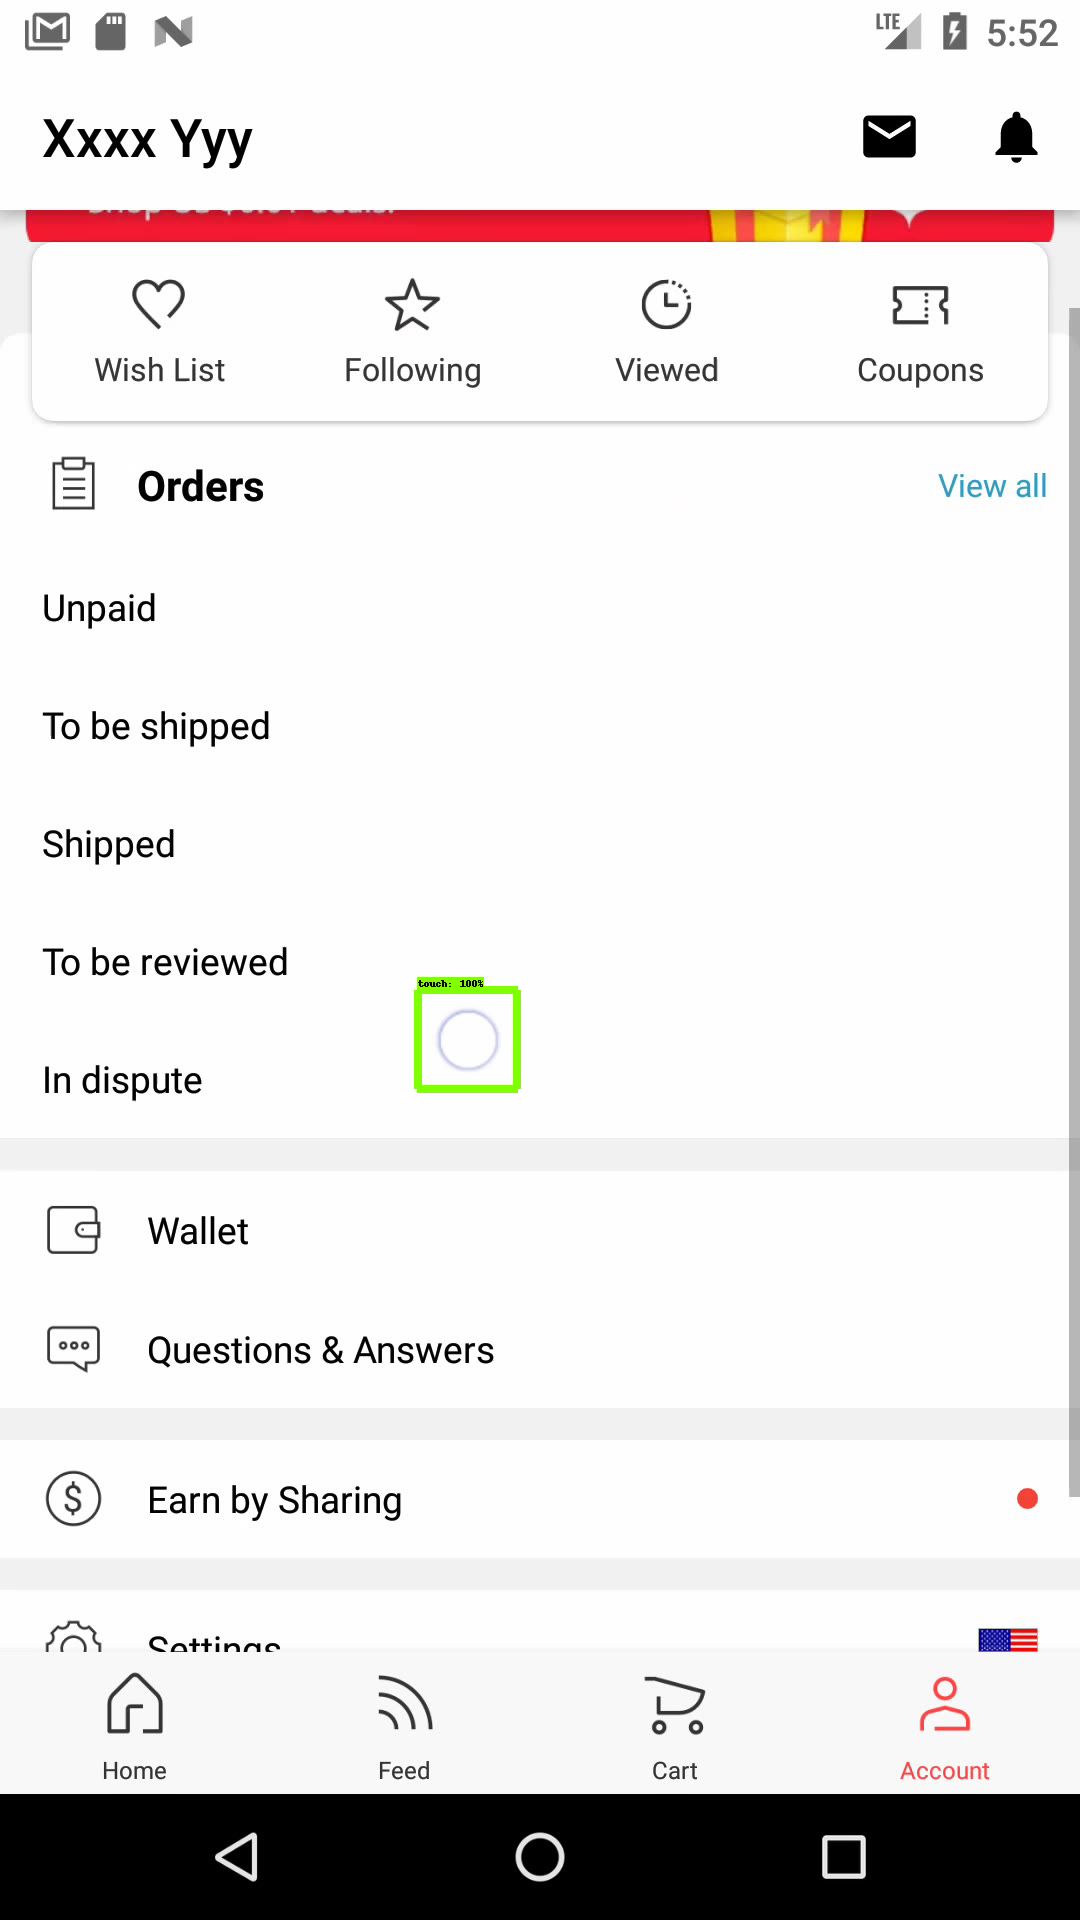 LTE 5:52
Xxxx Yyy
Wish List Following Viewed Coupons
Orders View all
Unpaid
To be shipped
Shipped
To be reviewed
touch: 100%
In dispute
Wallet
Questions & Answers
Earn by Sharing
Settings
Home Feed Cart Account